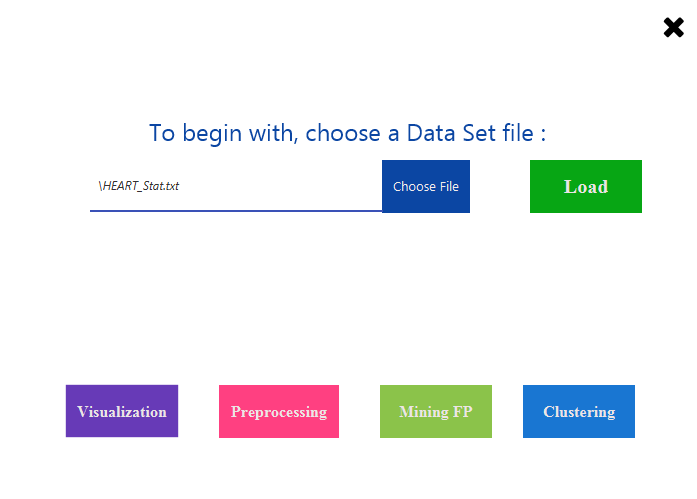 To begin with, choose a Data Set file :
\HEART_Stat.txt
Choose File
Load
Visualization
Preprocessing
Mining FP
Clustering